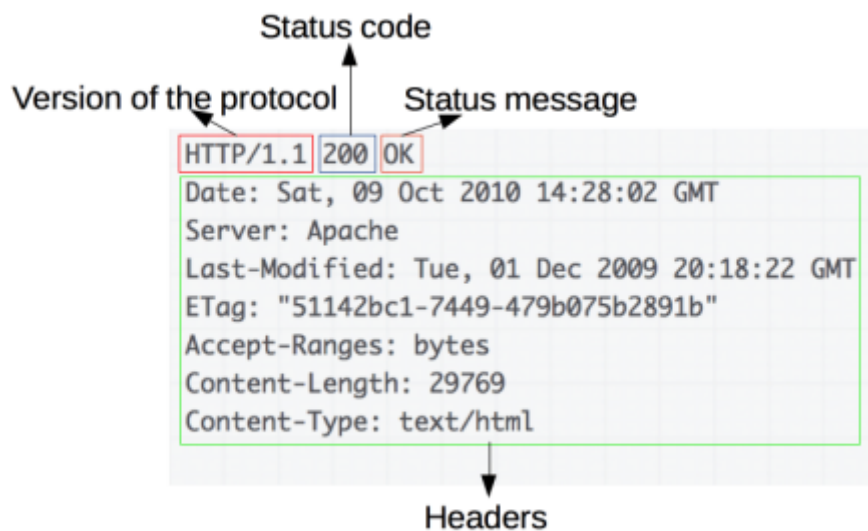 Status code
Version of the protocol
Status message
HTTP/1.1 200 OK
Date: Sat, 09 Oct 2010 14:28:02 GMT
Server: Apache
Last-Modified: Tue, 01 Dec 2009 20:18:22 GMT
ETag: "51142bc1-7449-479b075b2891b"
Accept-Ranges: bytes
Content-Length: 29769
Content-Type: text/html
Headers